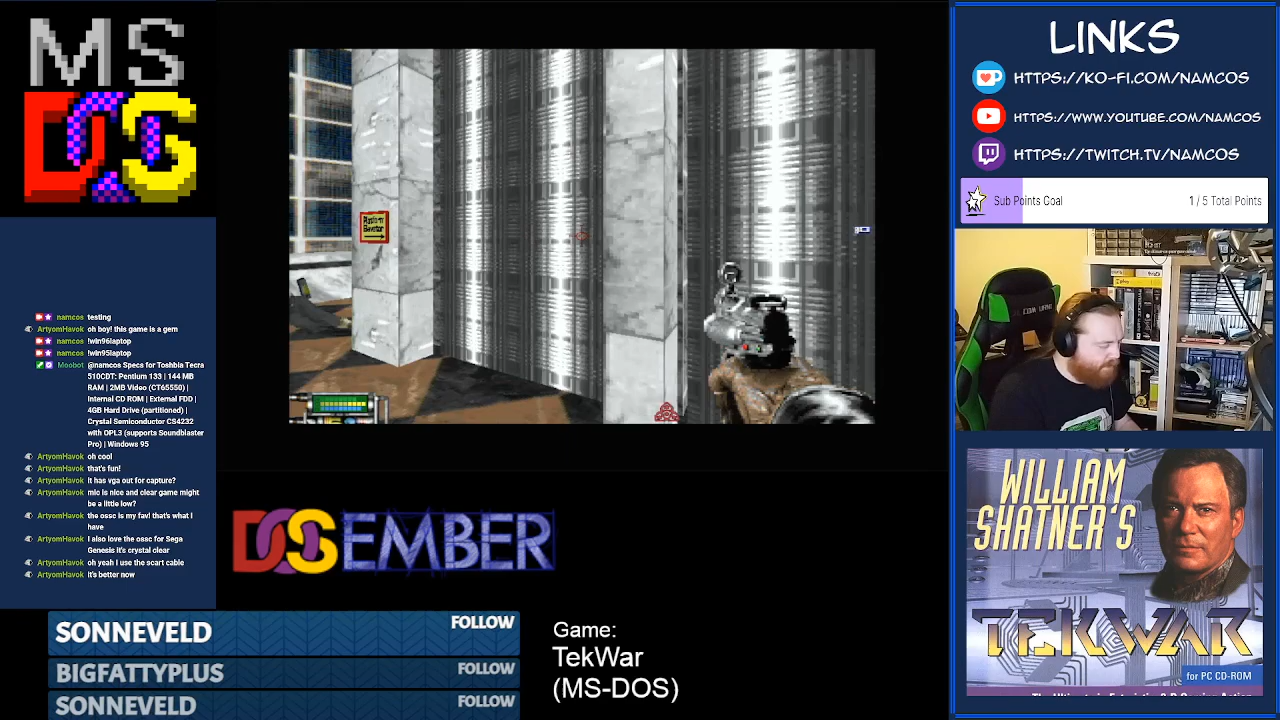 MS
DOS
namcos testing
ArtyomHavok oh boy! this game is a gem
namcos !win96laptop
namcos !win95laptop
Moobot @namcos Specs for Toshbia Tecra
510CDT: Pentium 133 | 144 MB
RAM | 2MB Video (CT65550) |
Internal CD ROM | External FDD |
4GB Hard Drive (partitioned) |
Crystal Semiconductor CS4232
with OPL3 (supports Soundblaster
Pro) | Windows 95
ArtyomHavok oh cool
ArtyomHavok that's fun!
ArtyomHavok it has vga out for capture?
ArtyomHavok mic is nice and clear game might
be a little low?
ArtyomHavok the ossc is my fav! that's what I
have
ArtyomHavok I also love the ossc for Sega
Genesis it's crystal clear
ArtyomHavok oh yeah I use the scart cable
ArtyomHavok it's better now
Elevator
DOSEMBER
SONNEVELD FOLLOW
BIGFATTYPLUS FOLLOW
SONNEVELD FOLLOW
Game:
TekWar
(MS-DOS)
LINKS
HTTPS://KO-FI.COM/NAMCOS
HTTPS://WWW.YOUTUBE.COM/NAMCOS
HTTPS://TWITCH.TV/NAMCOS
Sub Points Goal 1 / 5 Total Points
WILLIAM
SHATNER'S
TEKWAR
for PC CD-ROM